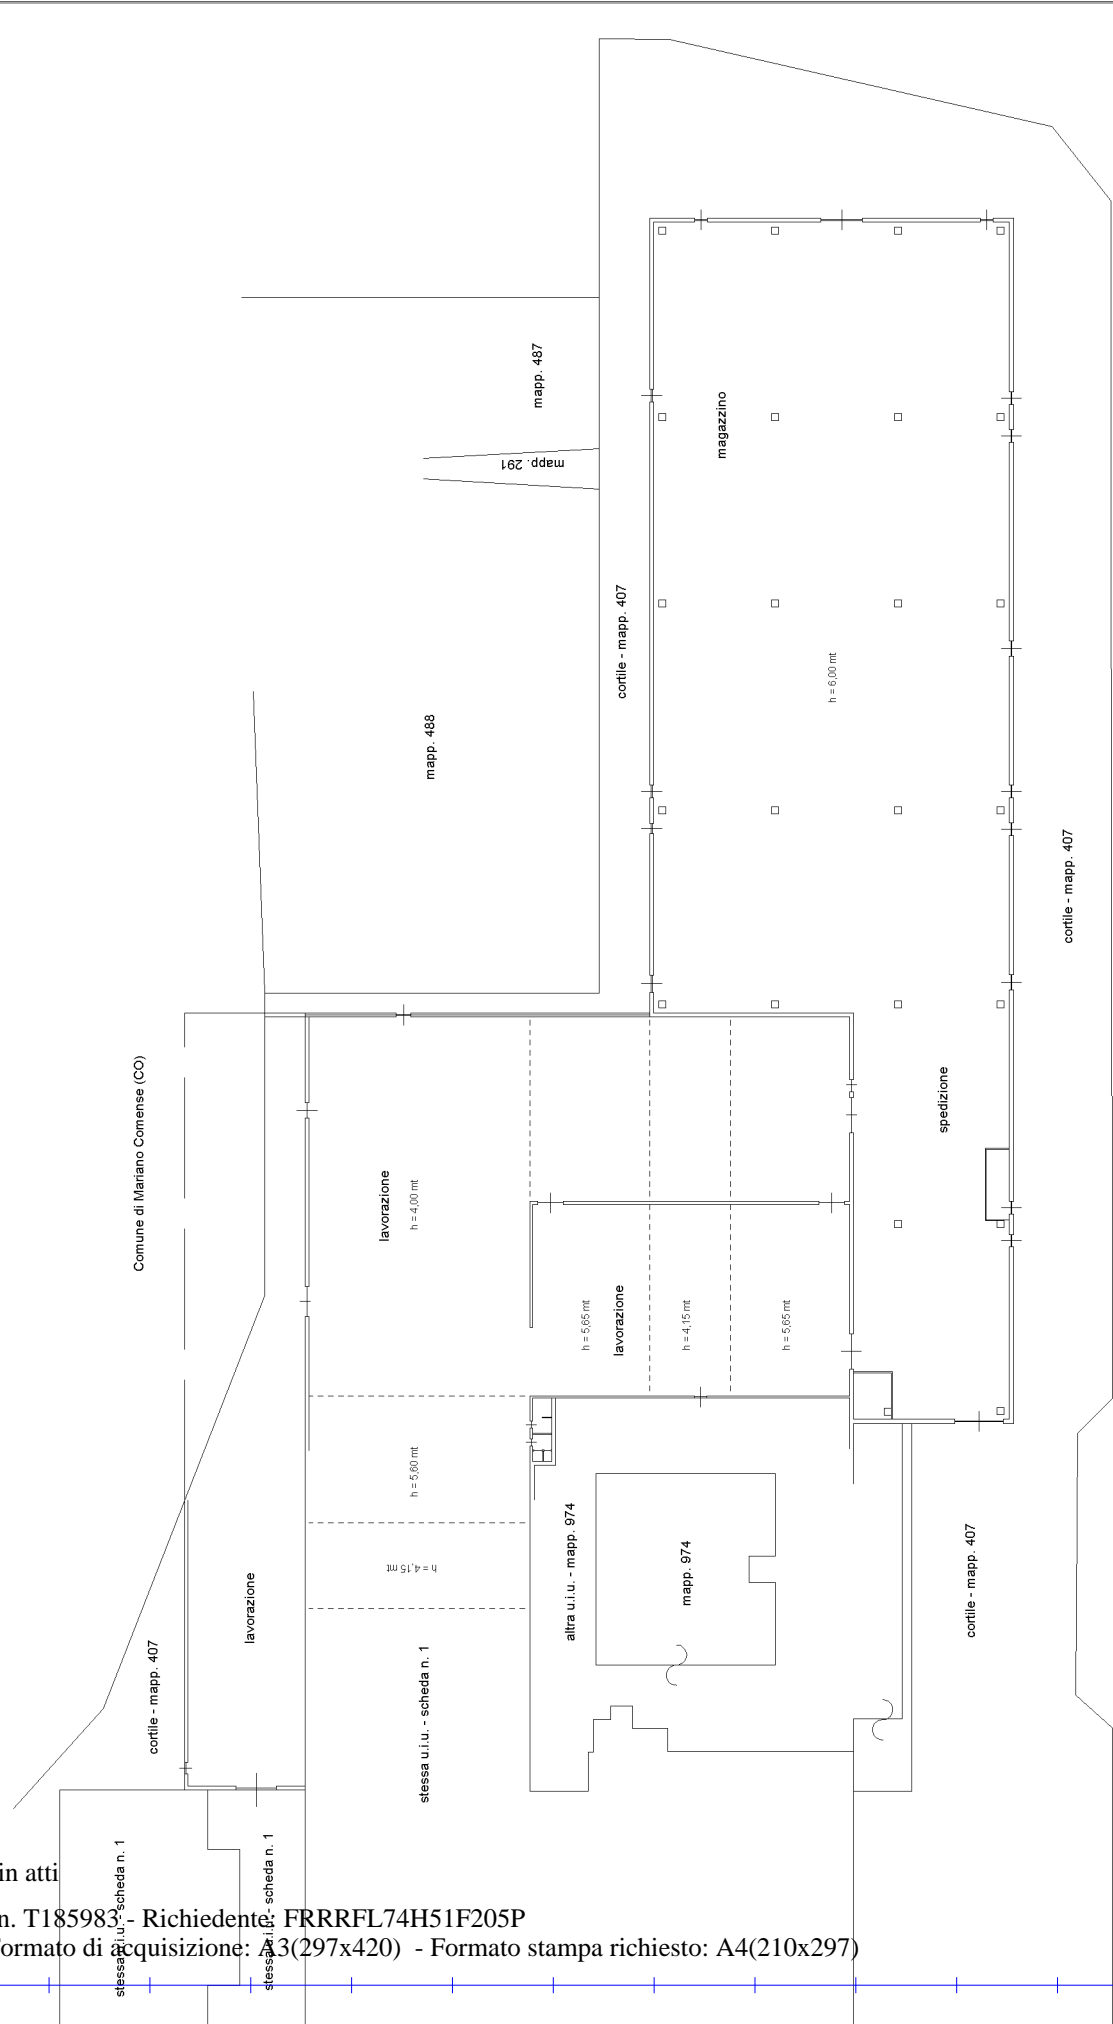 mapp. 487
mapp. 291
magazzino
cortile - mapp. 407
h = 6,00 mt
mapp. 488
cortile - mapp. 407
Comune di Mariano Comense (CO)
spedizione
lavorazione
h = 4,00 mt
h = 5,65 mt
lavorazione
h = 4,15 mt
h = 5,65 mt
h = 5,60 mt
h = 4,15 mt
altra u.i.u. - mapp. 974
mapp. 974
cortile - mapp. 407
lavorazione
cortile - mapp. 407
stessa u.i.u. - scheda n. 1
stessa u.i.u. - scheda n. 1
stessa u.i.u. - scheda n. 1
in atti
n. T185983 - Richiedente: FRRRFL74H51F205P
ormato di acquisizione: A3(297x420) - Formato stampa richiesto: A4(210x297)